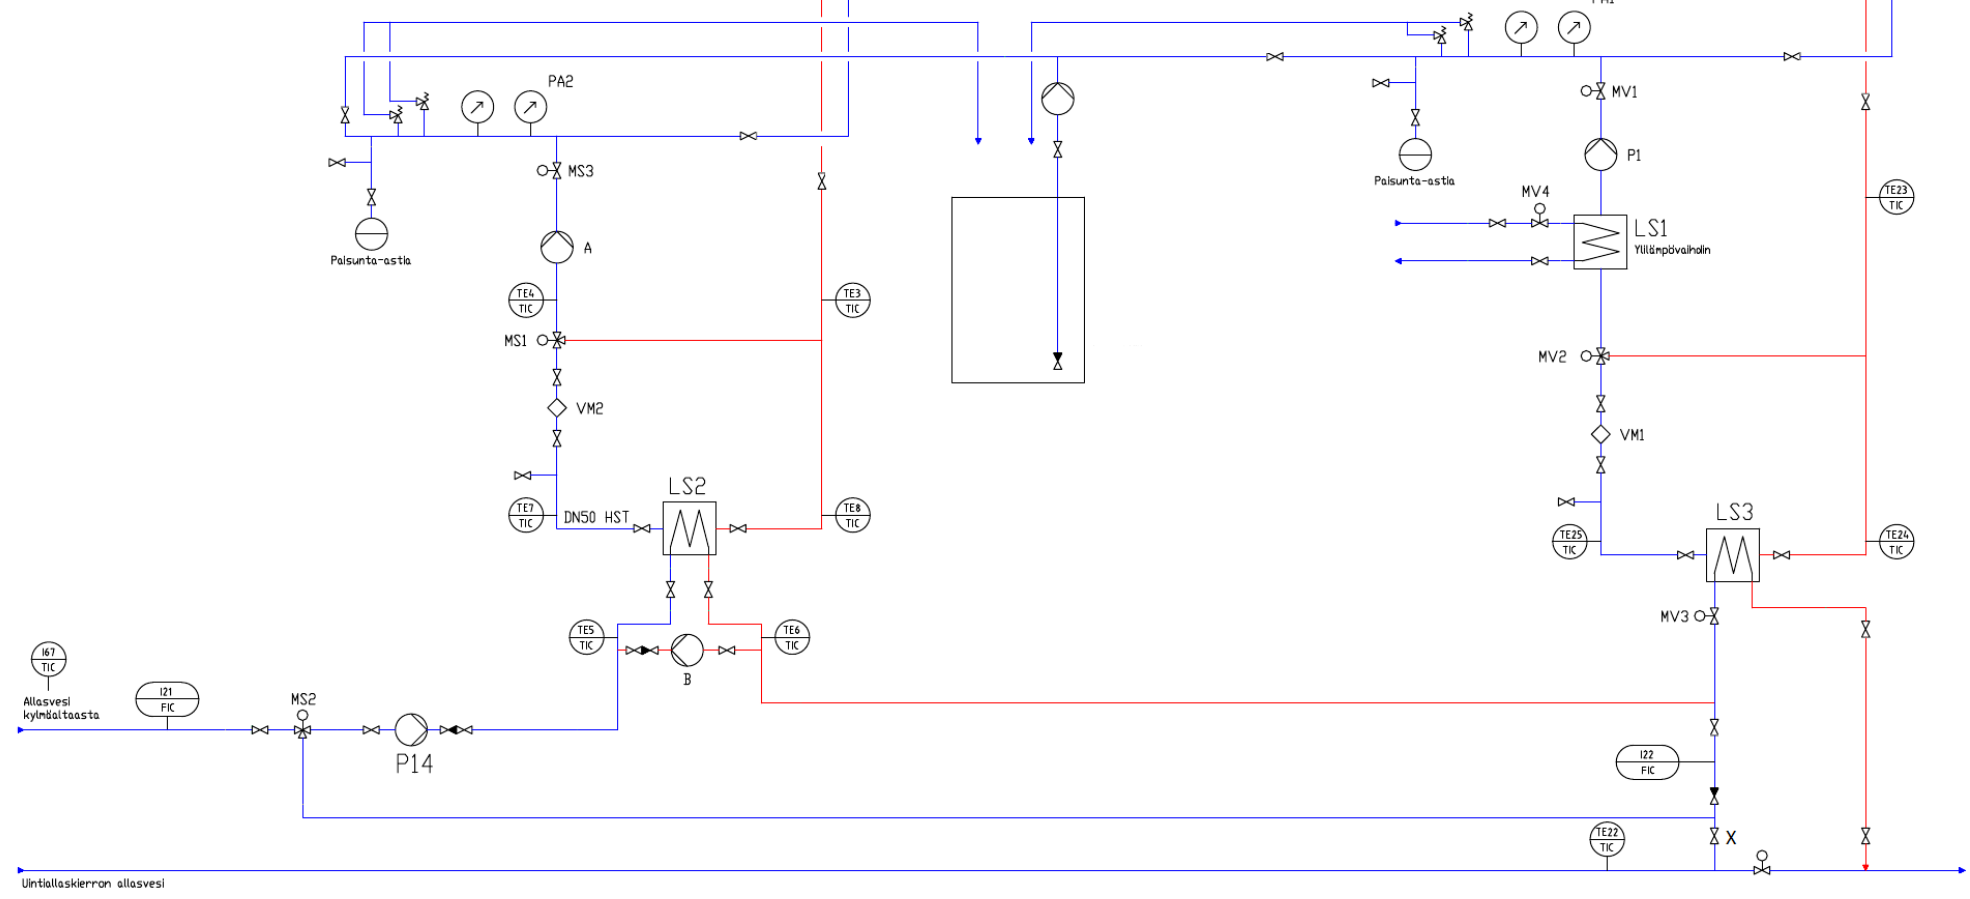 PA1
PA2
MV1
MS3
P1
Paisunta-astia
MV4
TE23
TIC
LS1
Ylilämpövaihdin
A
Paisunta-astia
TE4
TIC
TE3
TIC
MS1
MV2
VM2
VM1
LS2
TE7
TIC
DN50 HST
TE8
TIC
LS3
TE25
TIC
TE24
TIC
MV3
TE5
TIC
TE6
TIC
B
I67
TIC
Allasvesi
kylmäaltaasta
I21
FIC
MS2
P14
I22
FIC
TE22
TIC
X
Uintiallaskierron allasvesi